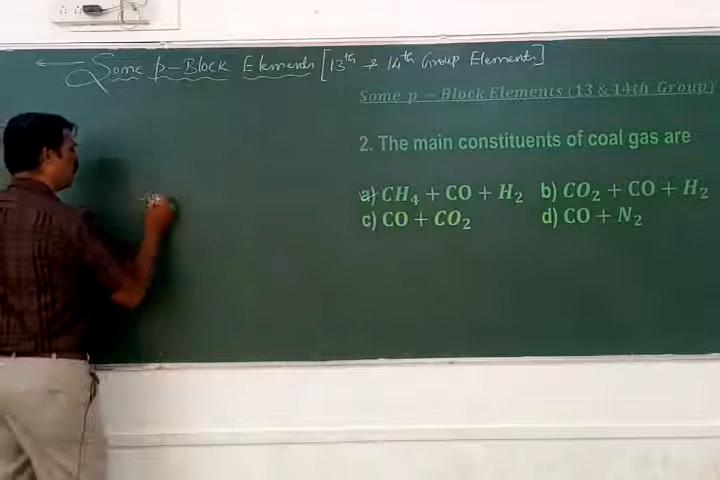 Some p-Block Elements [13th & 14th Group Elements]
Some p – Block Elements (13 & 14th Group)
2. The main constituents of coal gas are
a) CH₄ + CO + H₂ b) CO₂ + CO + H₂
c) CO + CO₂ d) CO + N₂